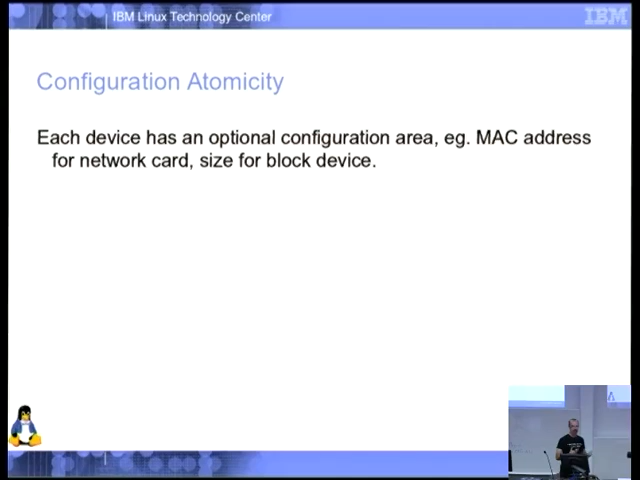 IBM Linux Technology Center
IBM
Configuration Atomicity
Each device has an optional configuration area, eg. MAC address
for network card, size for block device.